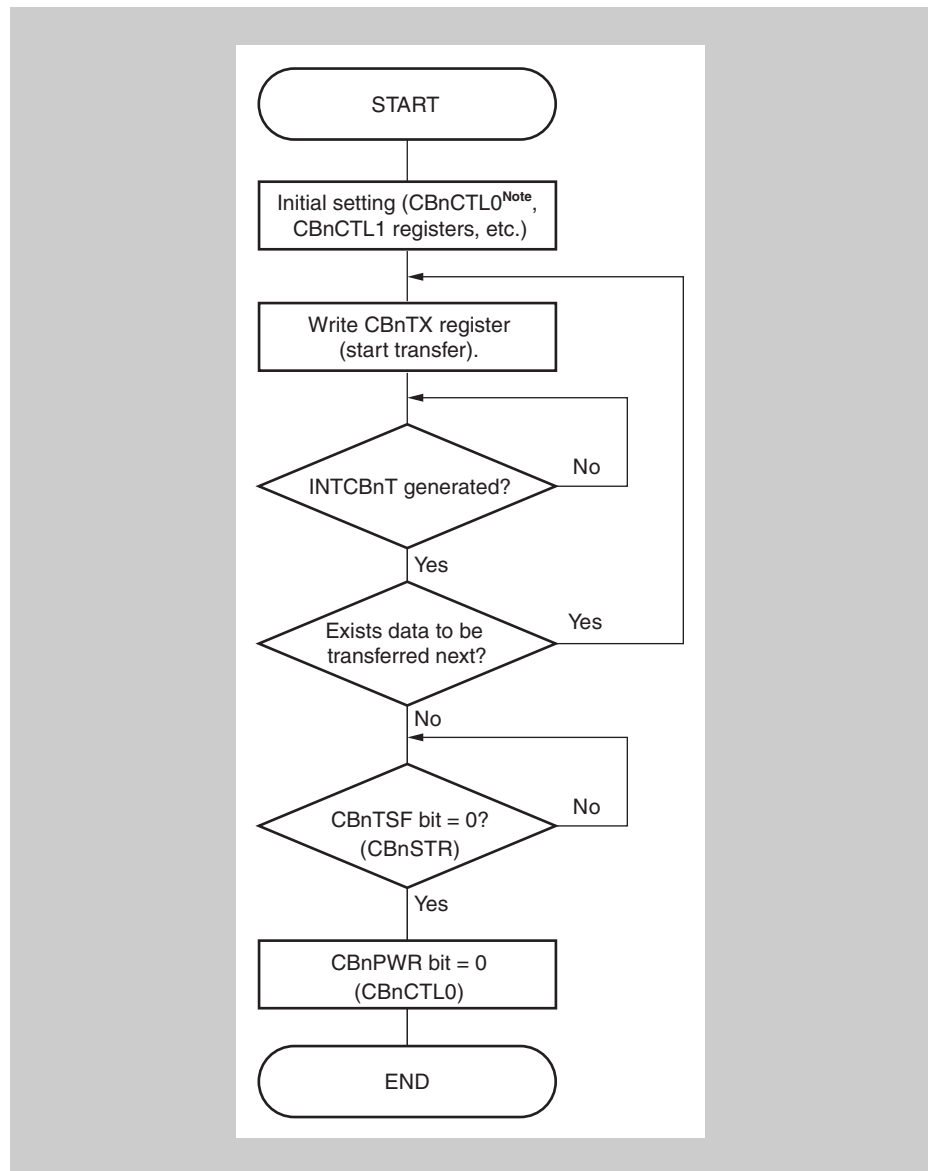 START
Initial setting (CBnCTL0Note,
CBnCTL1 registers, etc.)
Write CBnTX register
(start transfer).
No
INTCBnT generated?
Yes
Exists data to be
transferred next?
Yes
No
No
CBnTSF bit = 0?
(CBnSTR)
Yes
CBnPWR bit = 0
(CBnCTL0)
END